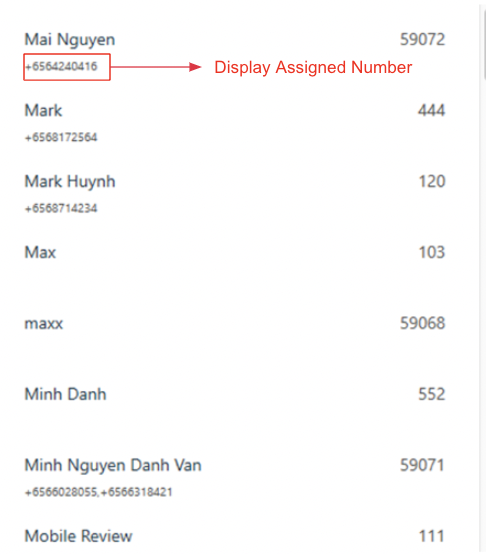 Mai Nguyen 59072
+6564240416 Display Assigned Number
Mark 444
+6568172564
Mark Huynh 120
+6568714234
Max 103
maxx 59068
Minh Danh 552
Minh Nguyen Danh Van 59071
+6566028055,+6566318421
Mobile Review 111